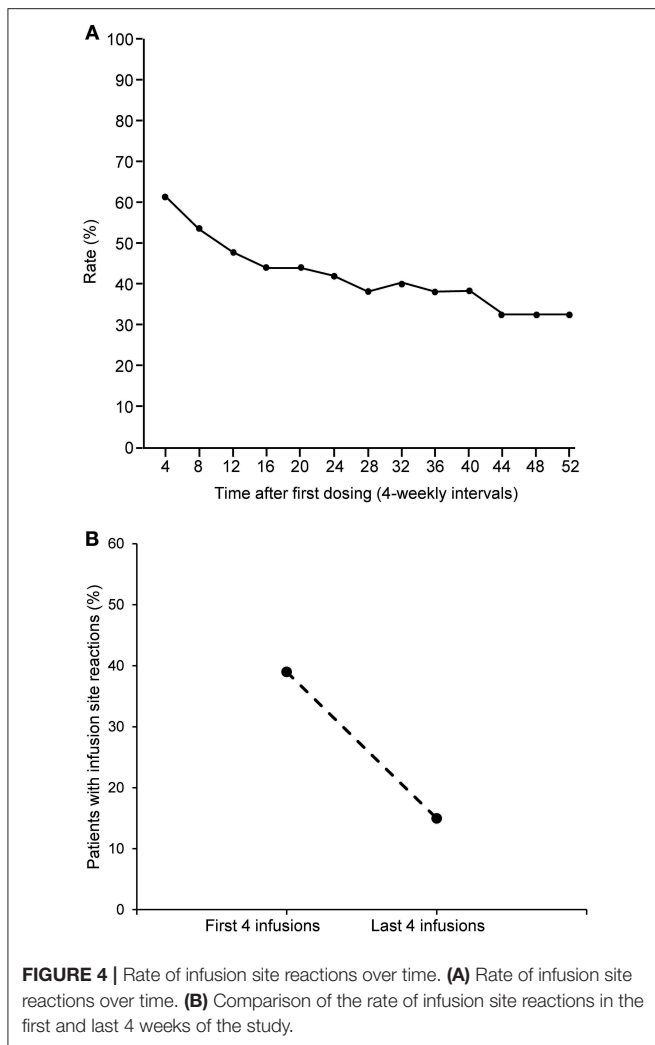 A
100
90
80
70
60
50
40
30
20
10
0
Rate (%)
4 8 12 16 20 24 28 32 36 40 44 48 52
Time after first dosing (4-weekly intervals)
B
60
50
40
30
20
10
0
Patients with infusion site reactions (%)
First 4 infusions Last 4 infusions
FIGURE 4 | Rate of infusion site reactions over time. (A) Rate of infusion site
reactions over time. (B) Comparison of the rate of infusion site reactions in the
first and last 4 weeks of the study.